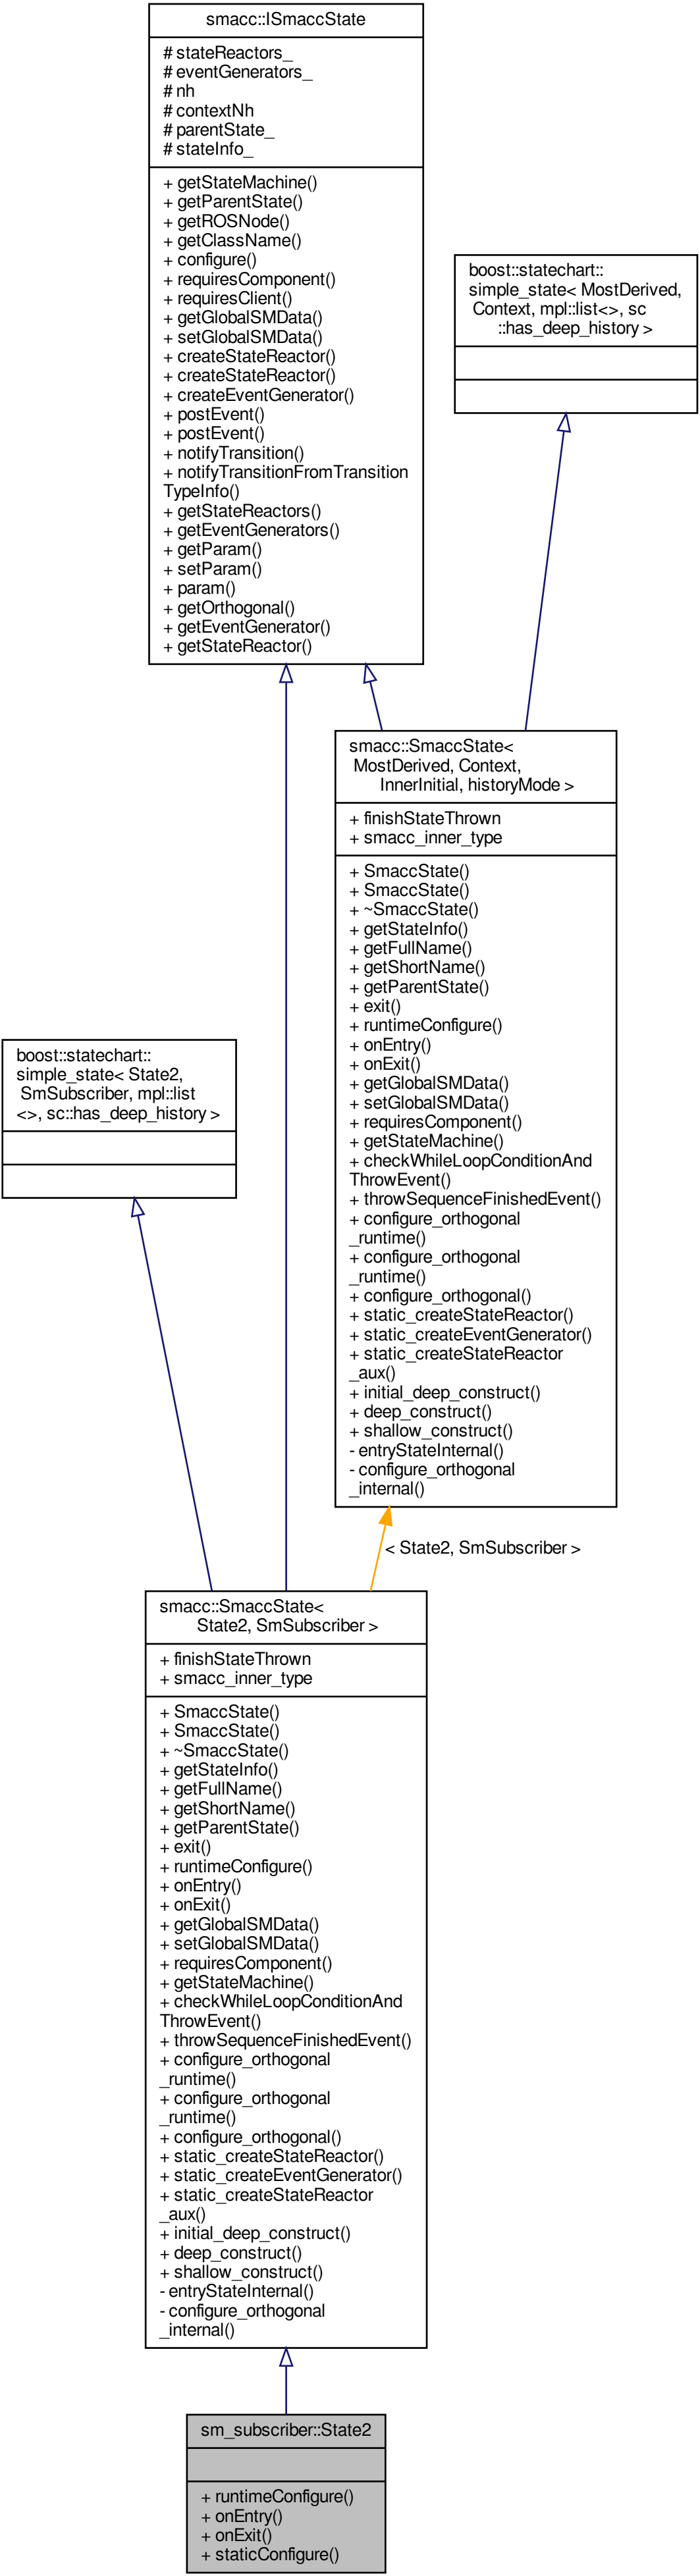 smacc::ISmaccState
# stateReactors_
# eventGenerators_
# nh
# contextNh
# parentState_
# stateInfo_
+ getStateMachine()
+ getParentState()
+ getROSNode()
+ getClassName()
+ configure()
+ requiresComponent()
+ requiresClient()
+ getGlobalSMData()
+ setGlobalSMData()
+ createStateReactor()
+ createStateReactor()
+ createEventGenerator()
+ postEvent()
+ postEvent()
+ notifyTransition()
+ notifyTransitionFromTransition
TypeInfo()
+ getStateReactors()
+ getEventGenerators()
+ getParam()
+ setParam()
+ param()
+ getOrthogonal()
+ getEventGenerator()
+ getStateReactor()
boost::statechart::
simple_state< MostDerived,
Context, mpl::list<>, sc
::has_deep_history >
smacc::SmaccState<
MostDerived, Context,
InnerInitial, historyMode >
+ finishStateThrown
+ smacc_inner_type
+ SmaccState()
+ SmaccState()
+ ~SmaccState()
+ getStateInfo()
+ getFullName()
+ getShortName()
+ getParentState()
+ exit()
+ runtimeConfigure()
+ onEntry()
+ onExit()
+ getGlobalSMData()
+ setGlobalSMData()
+ requiresComponent()
+ getStateMachine()
+ checkWhileLoopConditionAnd
ThrowEvent()
+ throwSequenceFinishedEvent()
+ configure_orthogonal
_runtime()
+ configure_orthogonal
_runtime()
+ configure_orthogonal()
+ static_createStateReactor()
+ static_createEventGenerator()
+ static_createStateReactor
_aux()
+ initial_deep_construct()
+ deep_construct()
+ shallow_construct()
- entryStateInternal()
- configure_orthogonal
_internal()
boost::statechart::
simple_state< State2,
SmSubscriber, mpl::list
<>, sc::has_deep_history >
< State2, SmSubscriber >
smacc::SmaccState<
State2, SmSubscriber >
+ finishStateThrown
+ smacc_inner_type
+ SmaccState()
+ SmaccState()
+ ~SmaccState()
+ getStateInfo()
+ getFullName()
+ getShortName()
+ getParentState()
+ exit()
+ runtimeConfigure()
+ onEntry()
+ onExit()
+ getGlobalSMData()
+ setGlobalSMData()
+ requiresComponent()
+ getStateMachine()
+ checkWhileLoopConditionAnd
ThrowEvent()
+ throwSequenceFinishedEvent()
+ configure_orthogonal
_runtime()
+ configure_orthogonal
_runtime()
+ configure_orthogonal()
+ static_createStateReactor()
+ static_createEventGenerator()
+ static_createStateReactor
_aux()
+ initial_deep_construct()
+ deep_construct()
+ shallow_construct()
- entryStateInternal()
- configure_orthogonal
_internal()
sm_subscriber::State2
+ runtimeConfigure()
+ onEntry()
+ onExit()
+ staticConfigure()